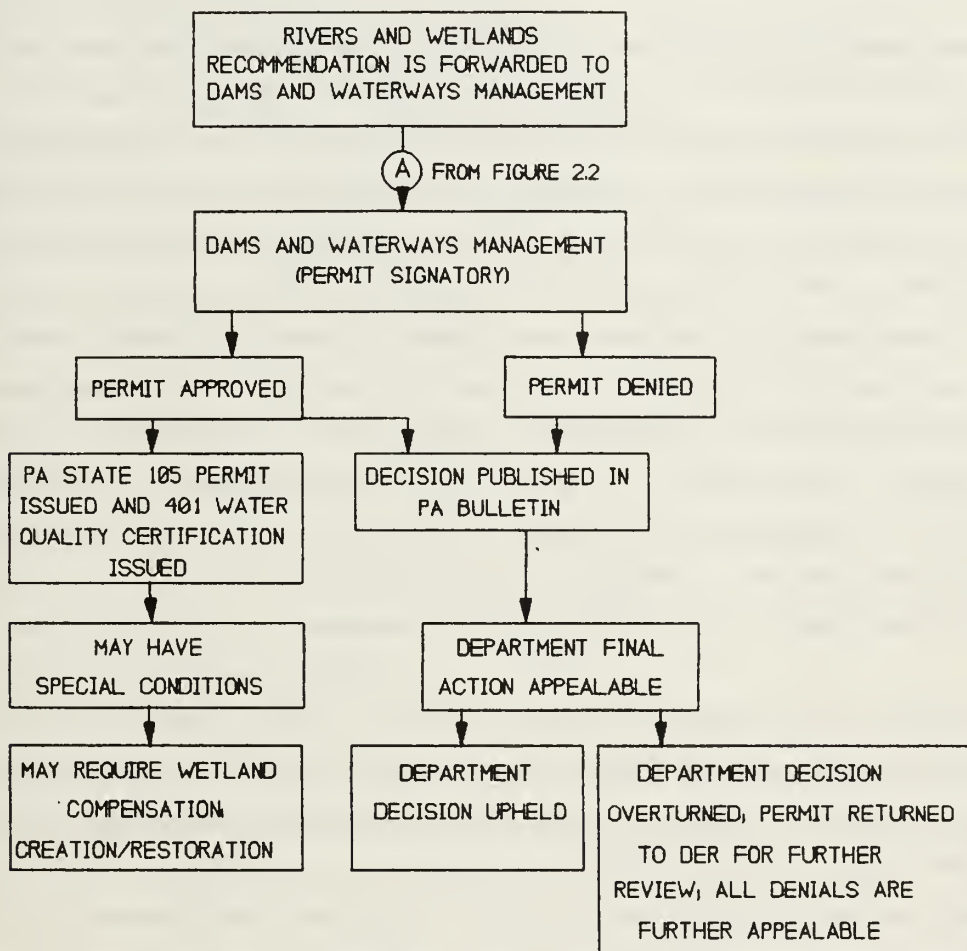 RIVERS AND WETLANDS
RECOMMENDATION IS FORWARDED TO
DAMS AND WATERWAYS MANAGEMENT
A FROM FIGURE 2.2
DAMS AND WATERWAYS MANAGEMENT
(PERMIT SIGNATORY)
PERMIT APPROVED
PERMIT DENIED
PA STATE 105 PERMIT
ISSUED AND 401 WATER
QUALITY CERTIFICATION
ISSUED
DECISION PUBLISHED IN
PA BULLETIN
MAY HAVE
SPECIAL CONDITIONS
DEPARTMENT FINAL
ACTION APPEALABLE
MAY REQUIRE WETLAND
COMPENSATION,
CREATION/RESTORATION
DEPARTMENT
DECISION UPHELD
DEPARTMENT DECISION
OVERTURNED; PERMIT RETURNED
TO DER FOR FURTHER
REVIEW; ALL DENIALS ARE
FURTHER APPEALABLE